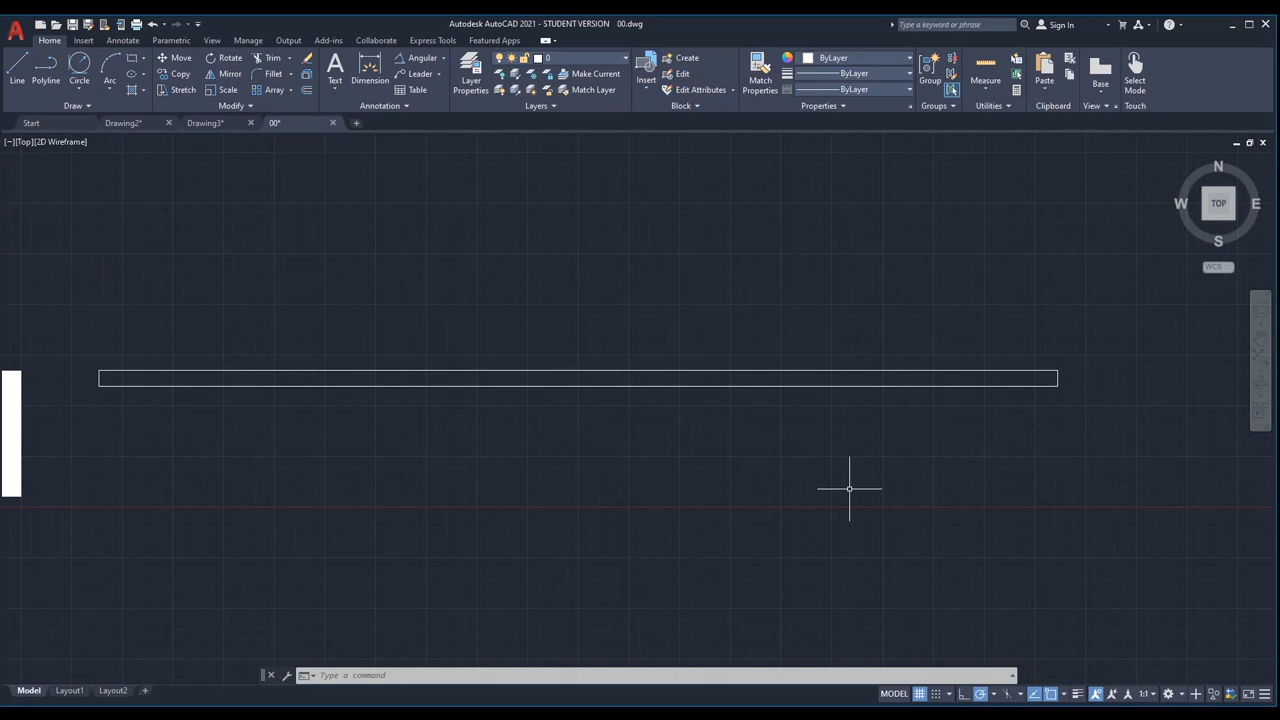 Autodesk AutoCAD 2021 - STUDENT VERSION 00.dwg
Type a keyword or phrase
Sign In
Home Insert Annotate Parametric View Manage Output Add-ins Collaborate Express Tools Featured Apps
Line
Polyline
Circle
Arc
Move
Copy
Stretch
Rotate
Mirror
Scale
Trim
Fillet
Array
Text
Dimension
Angular
Leader
Table
Layer
Properties
0
Make Current
Match Layer
Insert
Create
Edit
Edit Attributes
Match
Properties
ByLayer
ByLayer
ByLayer
Group
Measure
Paste
Base
Select
Mode
Draw
Modify
Annotation
Layers
Block
Properties
Groups
Utilities
Clipboard
View
Touch
Start
Drawing2*
Drawing3*
00*
[−][Top][2D Wireframe]
N
W
TOP
E
S
WCS
Type a command
Model
Layout1
Layout2
MODEL
1:1